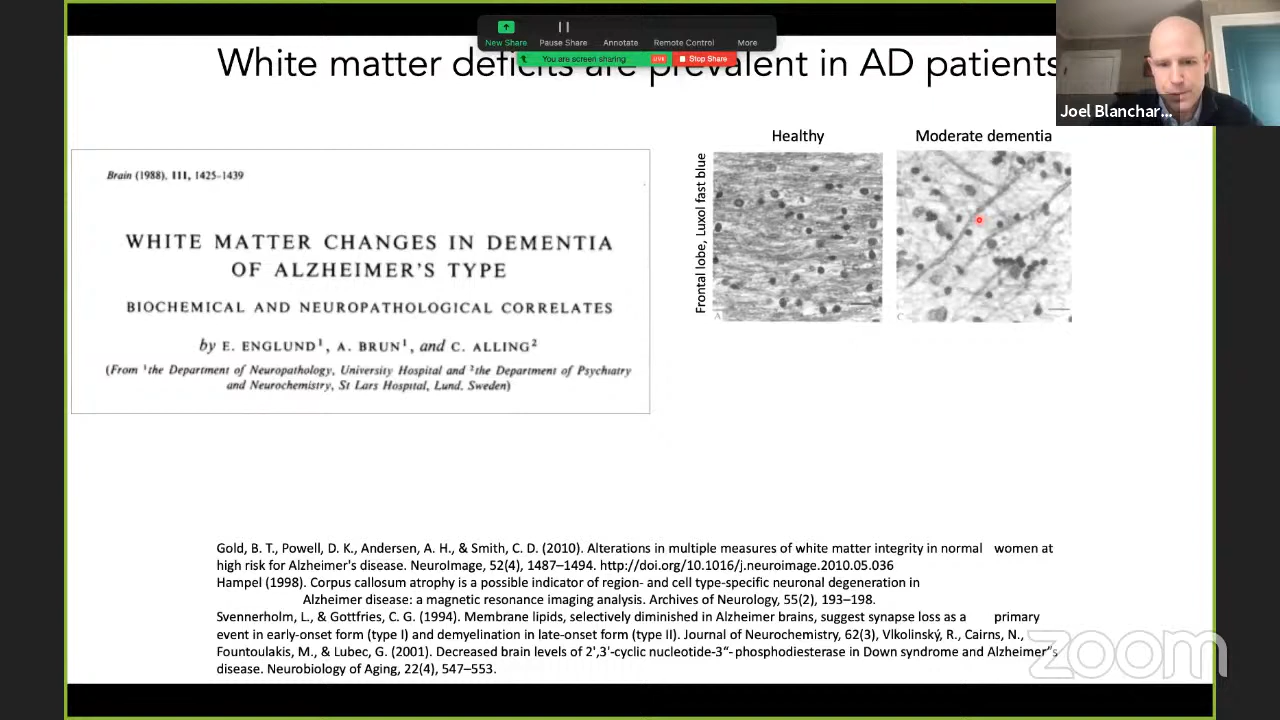 New Share
Pause Share
Annotate
Remote Control
More
You are screen sharing
LIVE
Stop Share
White matter deficits are prevalent in AD patients
Joel Blanchar...
Healthy
Moderate dementia
Frontal lobe, Luxol fast blue
A
C
Brain (1988), 111, 1425–1439
WHITE MATTER CHANGES IN DEMENTIA
OF ALZHEIMER'S TYPE
BIOCHEMICAL AND NEUROPATHOLOGICAL CORRELATES
by E. ENGLUND¹, A. BRUN¹, and C. ALLING²
(From ¹the Department of Neuropathology, University Hospital and ²the Department of Psychiatry
and Neurochemistry, St Lars Hospital, Lund, Sweden)
Gold, B. T., Powell, D. K., Andersen, A. H., & Smith, C. D. (2010). Alterations in multiple measures of white matter integrity in normal women at
high risk for Alzheimer's disease. NeuroImage, 52(4), 1487–1494. http://doi.org/10.1016/j.neuroimage.2010.05.036
Hampel (1998). Corpus callosum atrophy is a possible indicator of region- and cell type-specific neuronal degeneration in
Alzheimer disease: a magnetic resonance imaging analysis. Archives of Neurology, 55(2), 193–198.
Svennerholm, L., & Gottfries, C. G. (1994). Membrane lipids, selectively diminished in Alzheimer brains, suggest synapse loss as a primary
event in early-onset form (type I) and demyelination in late-onset form (type II). Journal of Neurochemistry, 62(3), Vlkolinský, R., Cairns, N.,
Fountoulakis, M., & Lubec, G. (2001). Decreased brain levels of 2',3'-cyclic nucleotide-3“-phosphodiesterase in Down syndrome and Alzheimer"s
disease. Neurobiology of Aging, 22(4), 547–553.
zoom